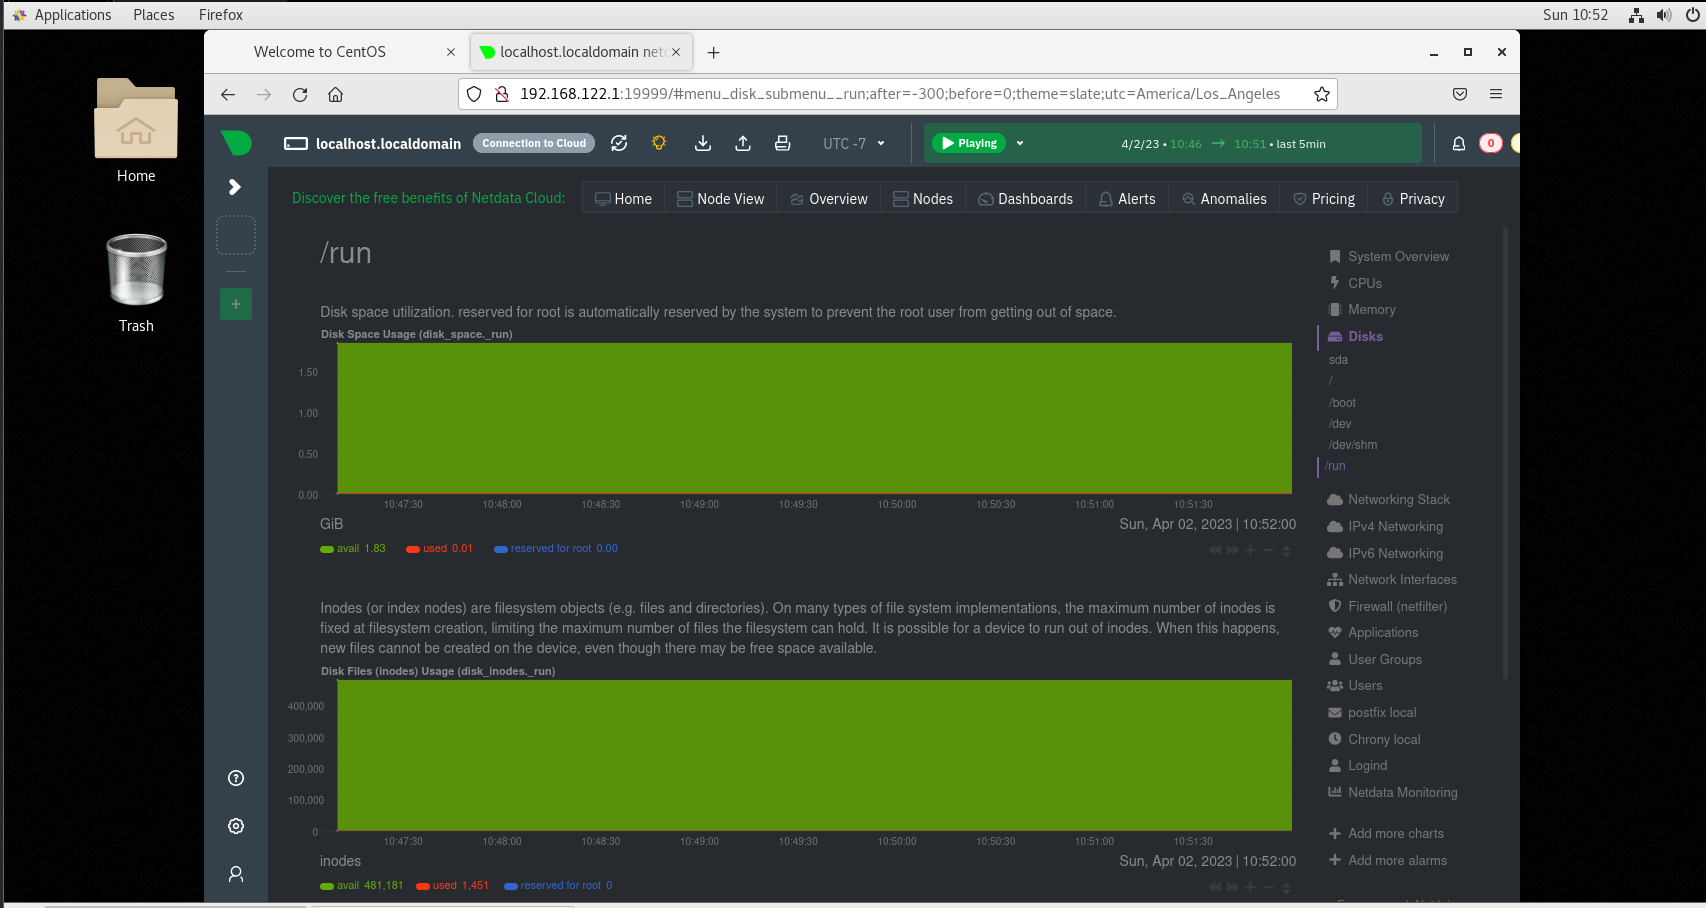 Applications Places Firefox Sun 10:52
Home
Trash
Welcome to CentOS localhost.localdomain
192.168.122.1:19999/#menu_disk_submenu__run;after=-300;before=0;theme=slate;utc=America/Los_Angeles
localhost.localdomain Connection to Cloud UTC -7 Playing 4/2/23 • 10:46 → 10:51 • last 5min 0
Discover the free benefits of Netdata Cloud: Home Node View Overview Nodes Dashboards Alerts Anomalies Pricing Privacy
/run
Disk space utilization. reserved for root is automatically reserved by the system to prevent the root user from getting out of space.
Disk Space Usage (disk_space._run)
1.50
1.00
0.50
0.00
10:47:30 10:48:00 10:48:30 10:49:00 10:49:30 10:50:00 10:50:30 10:51:00 10:51:30
GiB Sun, Apr 02, 2023 | 10:52:00
avail 1.83 used 0.01 reserved for root 0.00
Inodes (or index nodes) are filesystem objects (e.g. files and directories). On many types of file system implementations, the maximum number of inodes is
fixed at filesystem creation, limiting the maximum number of files the filesystem can hold. It is possible for a device to run out of inodes. When this happens,
new files cannot be created on the device, even though there may be free space available.
Disk Files (inodes) Usage (disk_inodes._run)
400,000
300,000
200,000
100,000
0
10:47:30 10:48:00 10:48:30 10:49:00 10:49:30 10:50:00 10:50:30 10:51:00 10:51:30
inodes Sun, Apr 02, 2023 | 10:52:00
avail 481,181 used 1,451 reserved for root 0
System Overview
CPUs
Memory
Disks
sda
/
/boot
/dev
/dev/shm
/run
Networking Stack
IPv4 Networking
IPv6 Networking
Network Interfaces
Firewall (netfilter)
Applications
User Groups
Users
postfix local
Chrony local
Logind
Netdata Monitoring
Add more charts
Add more alarms